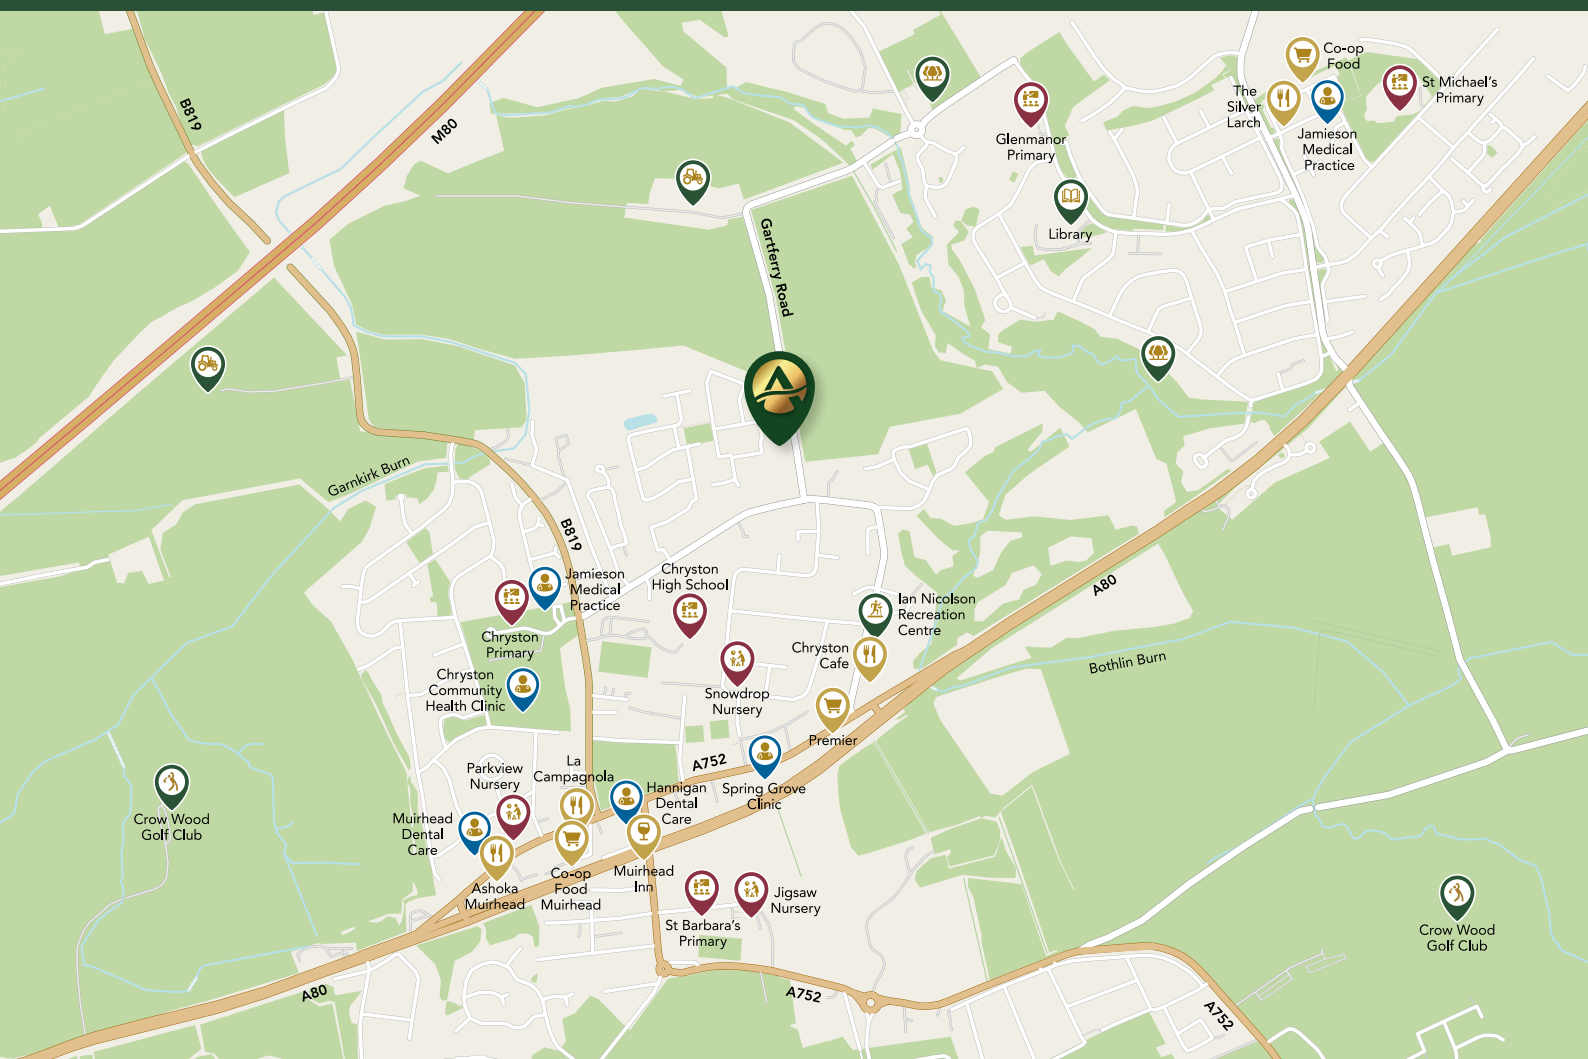 B819
M80
Co-op
Food
The
Silver
Larch
St Michael's
Primary
Jamieson
Medical
Practice
Glenmanor
Primary
Library
Gartferry Road
Garnkirk Burn
B819
Jamieson
Medical
Practice
Chryston
High School
Chryston
Primary
Ian Nicolson
Recreation
Centre
A80
Chryston
Cafe
Bothlin Burn
Chryston
Community
Health Clinic
Snowdrop
Nursery
Premier
A752
La
Campagnola
Parkview
Nursery
Hannigan
Dental
Care
Spring Grove
Clinic
Crow Wood
Golf Club
Muirhead
Dental
Care
Ashoka
Muirhead
Co-op
Food
Muirhead
Muirhead
Inn
Jigsaw
Nursery
St Barbara's
Primary
Crow Wood
Golf Club
A80
A752
A752